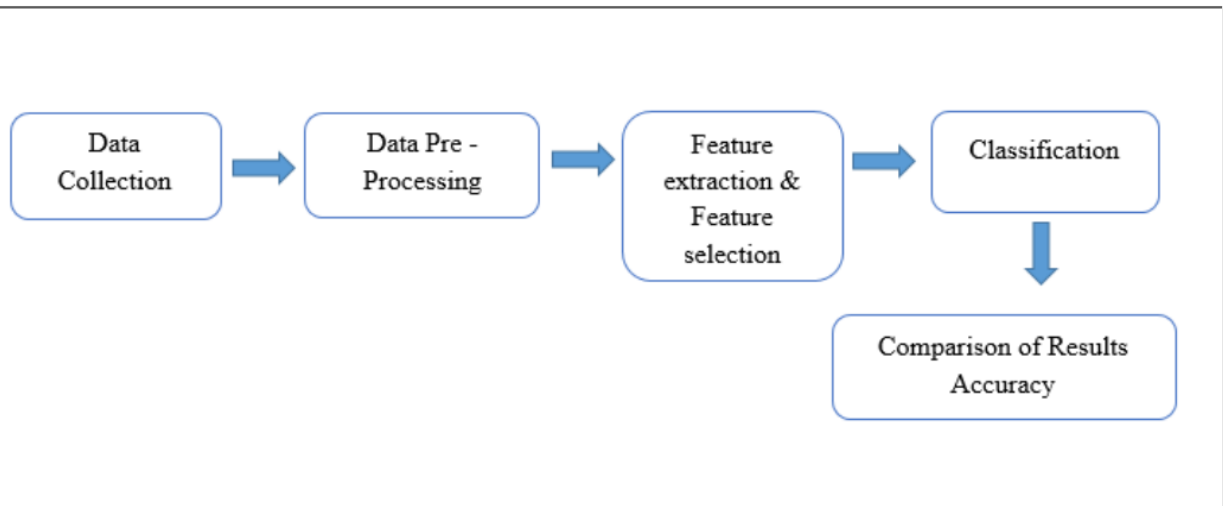 Data
Collection
Data Pre -
Processing
Feature
extraction &
Feature
selection
Classification
Comparison of Results
Accuracy